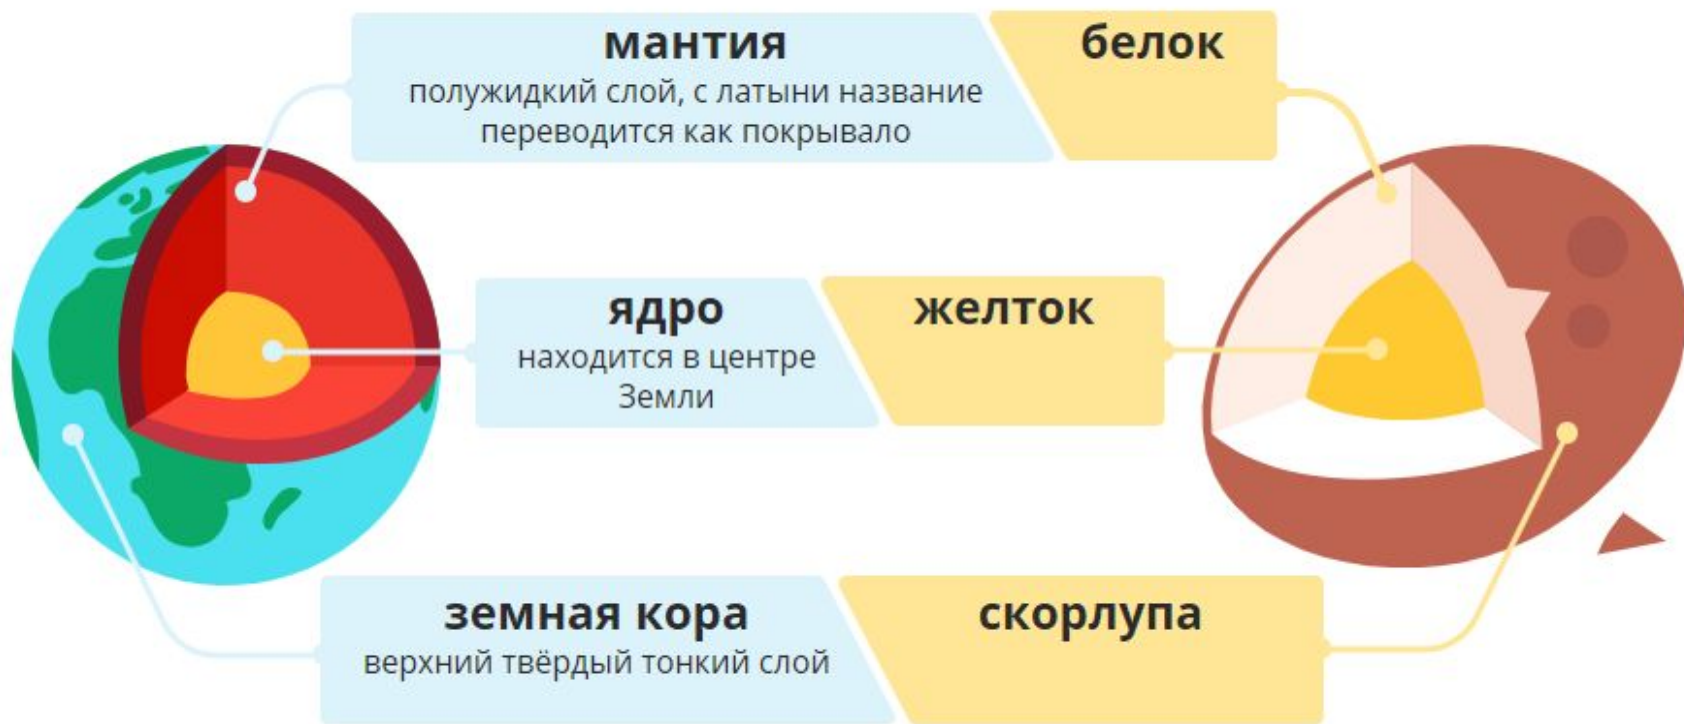 мантия
полужидкий слой, с латыни название
переводится как покрывало
белок
ядро
находится в центре
Земли
желток
земная кора
верхний твёрдый тонкий слой
скорлупа